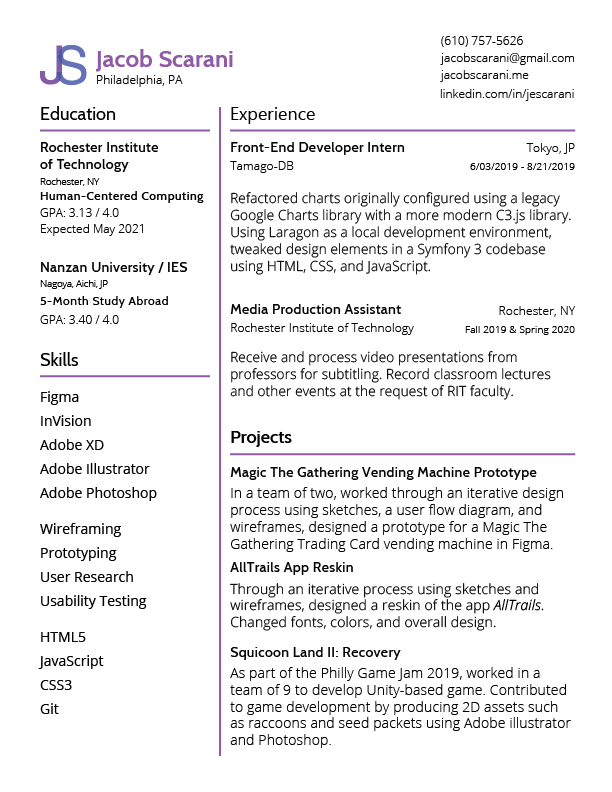 JS
Jacob Scarani
Philadelphia, PA
(610) 757-5626
jacobscarani@gmail.com
jacobscarani.me
linkedin.com/in/jescarani
Education
Rochester Institute
of Technology
Rochester, NY
Human-Centered Computing
GPA: 3.13 / 4.0
Expected May 2021
Nanzan University / IES
Nagoya, Aichi, JP
5-Month Study Abroad
GPA: 3.40 / 4.0
Skills
Figma
InVision
Adobe XD
Adobe Illustrator
Adobe Photoshop
Wireframing
Prototyping
User Research
Usability Testing
HTML5
JavaScript
CSS3
Git
Experience
Front-End Developer Intern Tokyo, JP
Tamago-DB 6/03/2019 - 8/21/2019
Refactored charts originally configured using a legacy
Google Charts library with a more modern C3.js library.
Using Laragon as a local development environment,
tweaked design elements in a Symfony 3 codebase
using HTML, CSS, and JavaScript.
Media Production Assistant Rochester, NY
Rochester Institute of Technology Fall 2019 & Spring 2020
Receive and process video presentations from
professors for subtitling. Record classroom lectures
and other events at the request of RIT faculty.
Projects
Magic The Gathering Vending Machine Prototype
In a team of two, worked through an iterative design
process using sketches, a user flow diagram, and
wireframes, designed a prototype for a Magic The
Gathering Trading Card vending machine in Figma.
AllTrails App Reskin
Through an iterative process using sketches and
wireframes, designed a reskin of the app AllTrails.
Changed fonts, colors, and overall design.
Squicoon Land II: Recovery
As part of the Philly Game Jam 2019, worked in a
team of 9 to develop Unity-based game. Contributed
to game development by producing 2D assets such
as raccoons and seed packets using Adobe illustrator
and Photoshop.